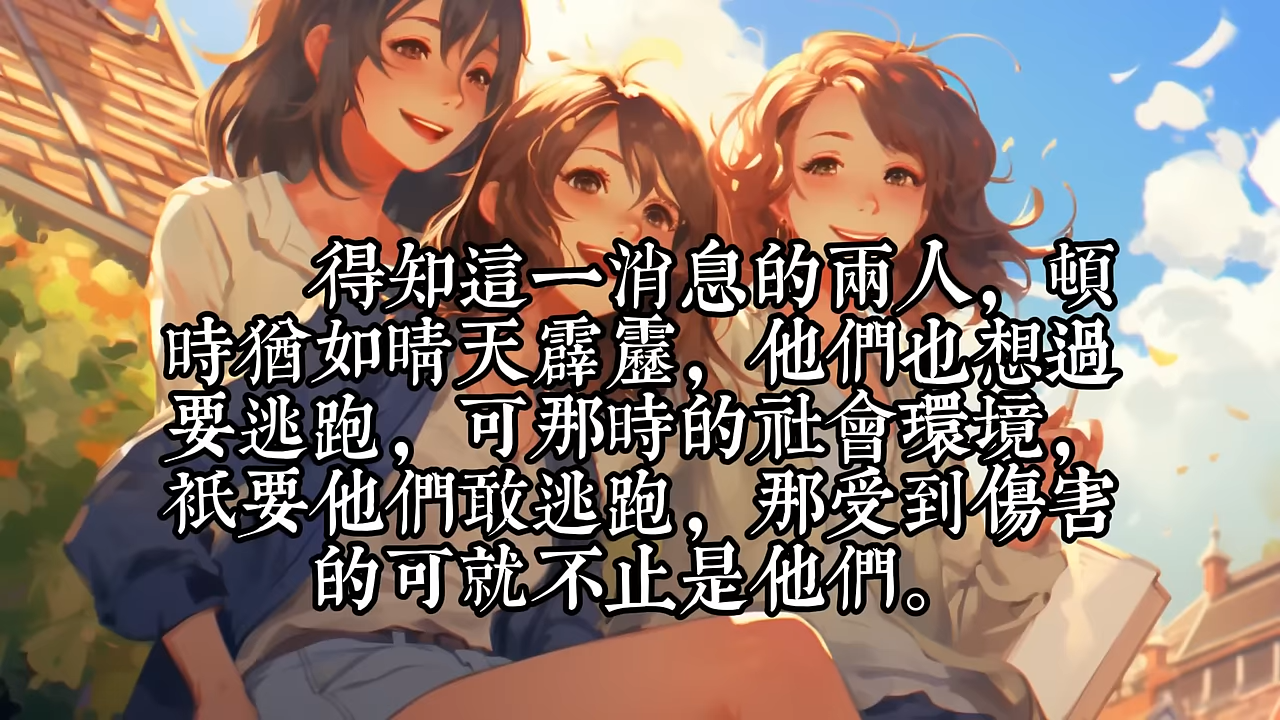 得知這一消息的兩人，頓
時猶如晴天霹靂，他們也想過
要逃跑，可那時的社會環境，
祇要他們敢逃跑，那受到傷害
的可就不止是他們。